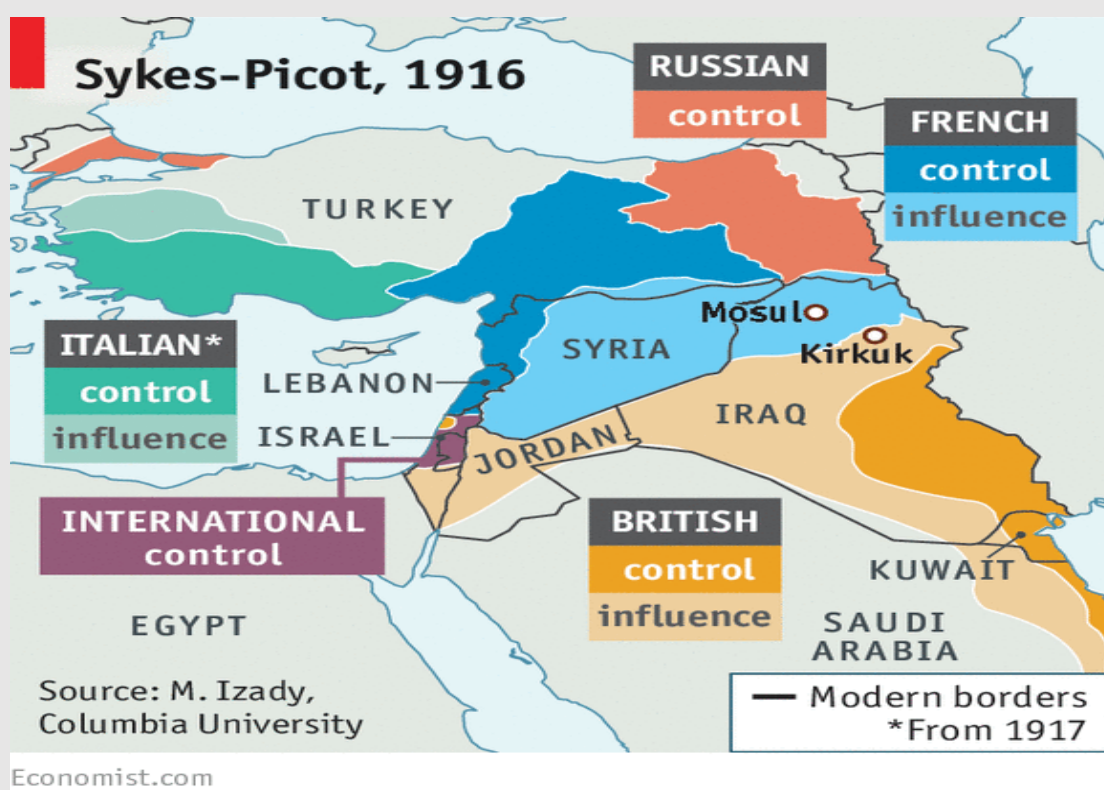 Sykes-Picot, 1916
RUSSIAN
control
FRENCH
control
influence
TURKEY
Mosul
Kirkuk
SYRIA
ITALIAN*
control
influence
LEBANON
ISRAEL
JORDAN
IRAQ
INTERNATIONAL
control
BRITISH
control
influence
KUWAIT
EGYPT
SAUDI
ARABIA
Source: M. Izady,
Columbia University
Modern borders
*From 1917
Economist.com